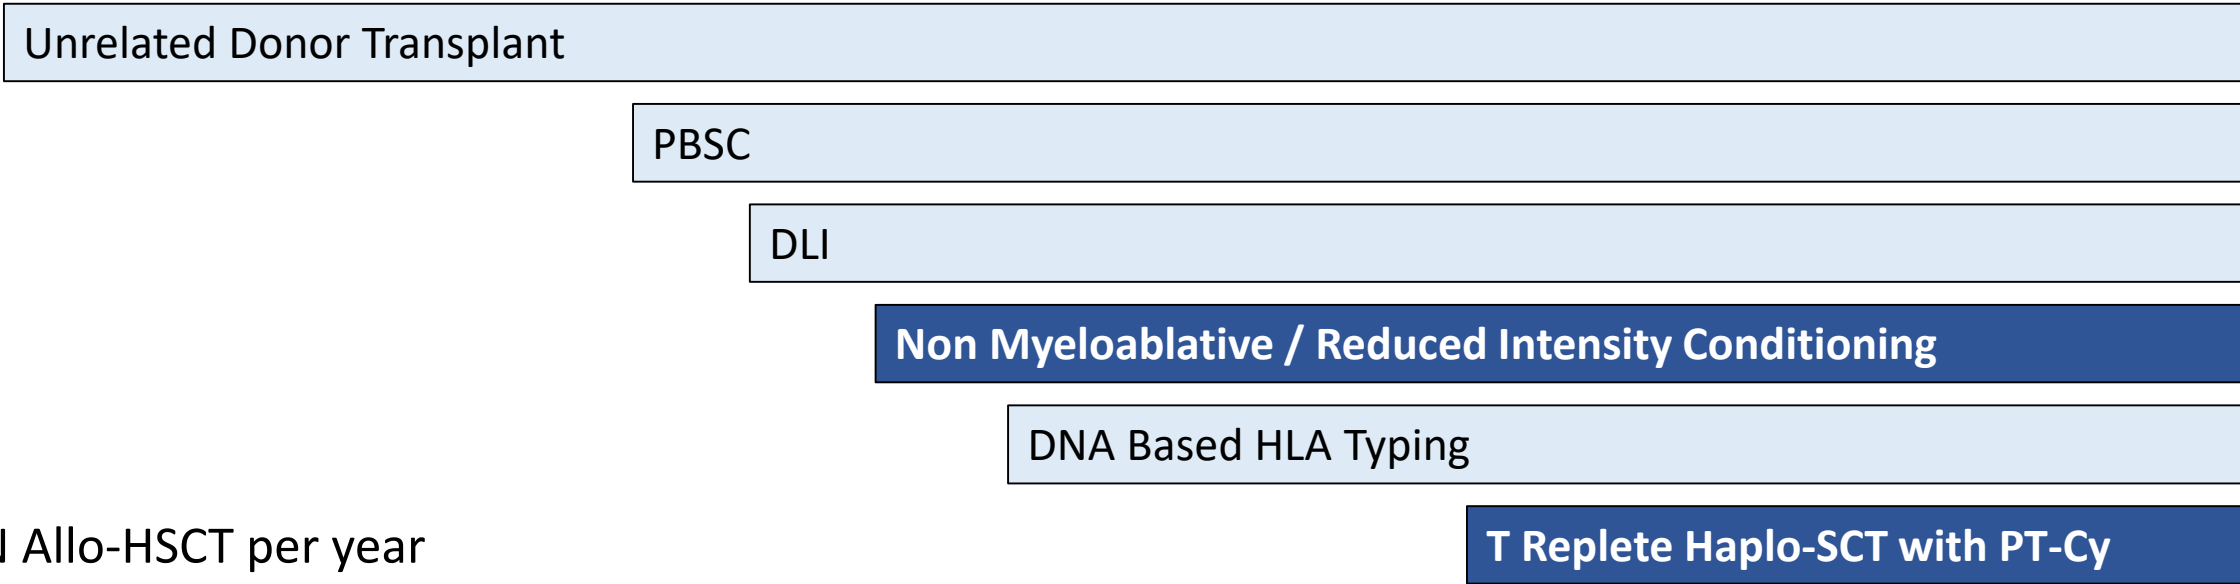 Unrelated Donor Transplant
PBSC
DLI
Non Myeloablative / Reduced Intensity Conditioning
DNA Based HLA Typing
Allo-HSCT per year
T Replete Haplo-SCT with PT-Cy